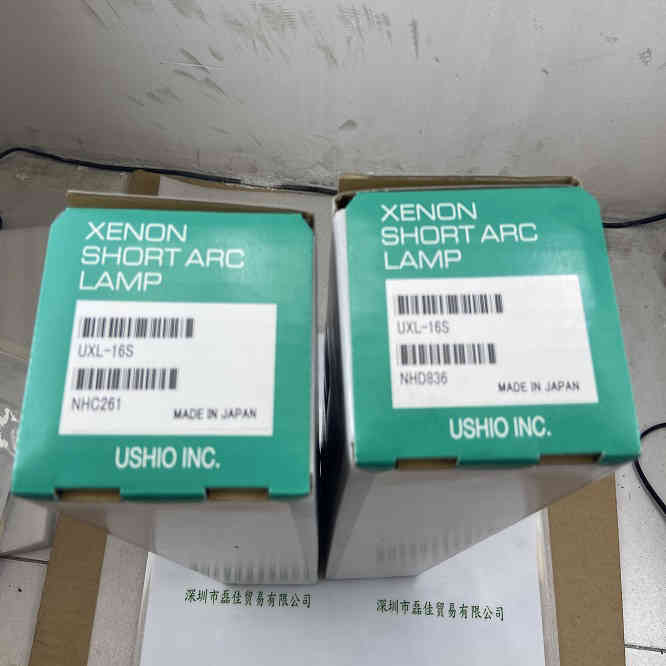 XENON
SHORT ARC
LAMP
UXL-16S
NHC261
MADE IN JAPAN
USHIO INC.
XENON
SHORT ARC
LAMP
UXL-16S
NHD836
MADE IN JAPAN
USHIO INC.
深圳市磊佳贸易有限公司
深圳市磊佳贸易有限公司